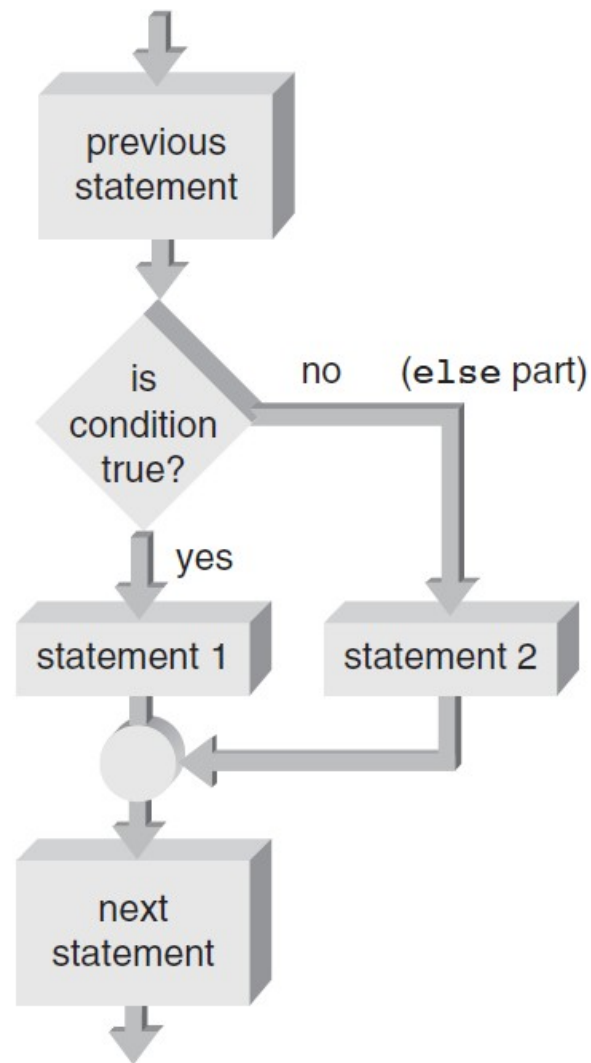 previous
statement
is
condition
true?
no (else part)
yes
statement 1
statement 2
next
statement